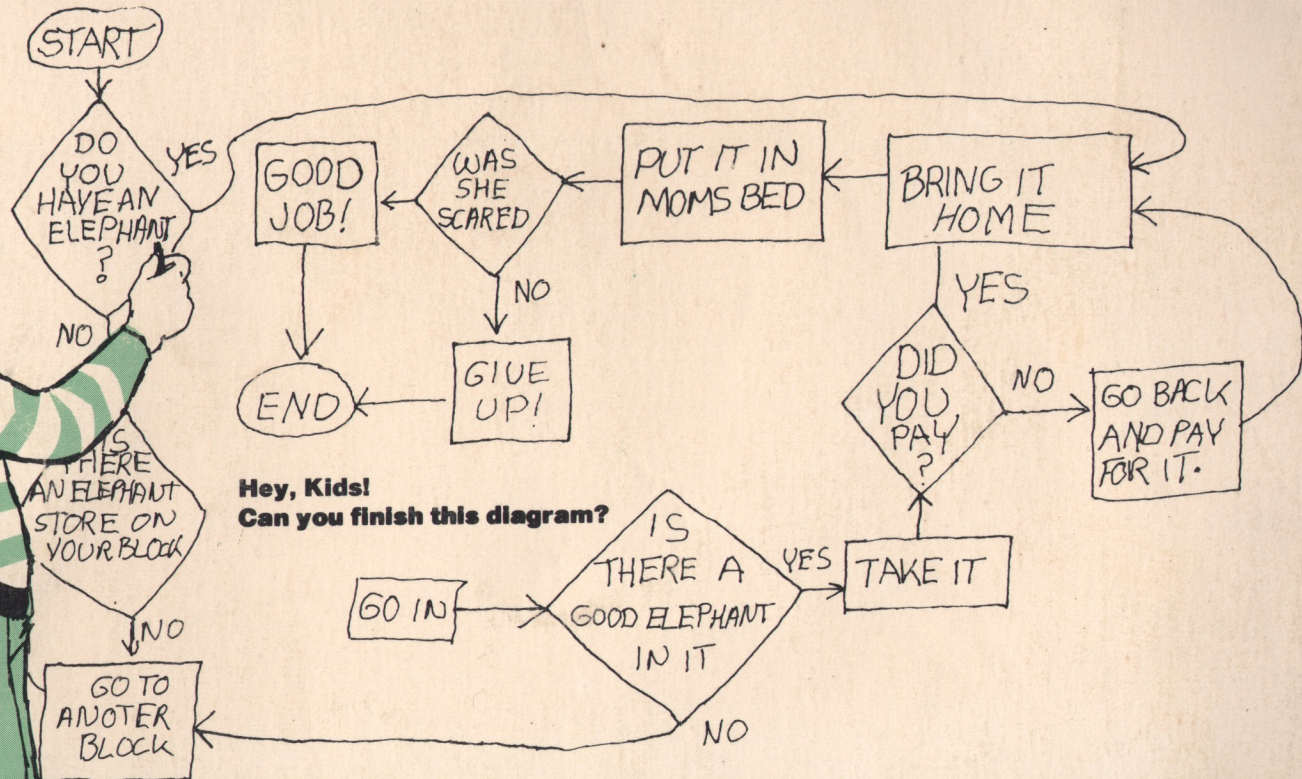 START
DO
YOU
HAVE AN
ELEPHANT
?
YES
NO
GOOD
JOB!
WAS
SHE
SCARED
PUT IT IN
MOMS BED
BRING IT
HOME
NO
YES
GIVE
UP!
END
DID
YOU
PAY
?
NO
GO BACK
AND PAY
FOR IT.
IS
THERE
AN ELEPHANT
STORE ON
YOUR BLOCK
Hey, Kids!
Can you finish this diagram?
GO IN
IS
THERE A
GOOD ELEPHANT
IN IT
YES
TAKE IT
NO
GO TO
ANOTER
BLOCK
NO